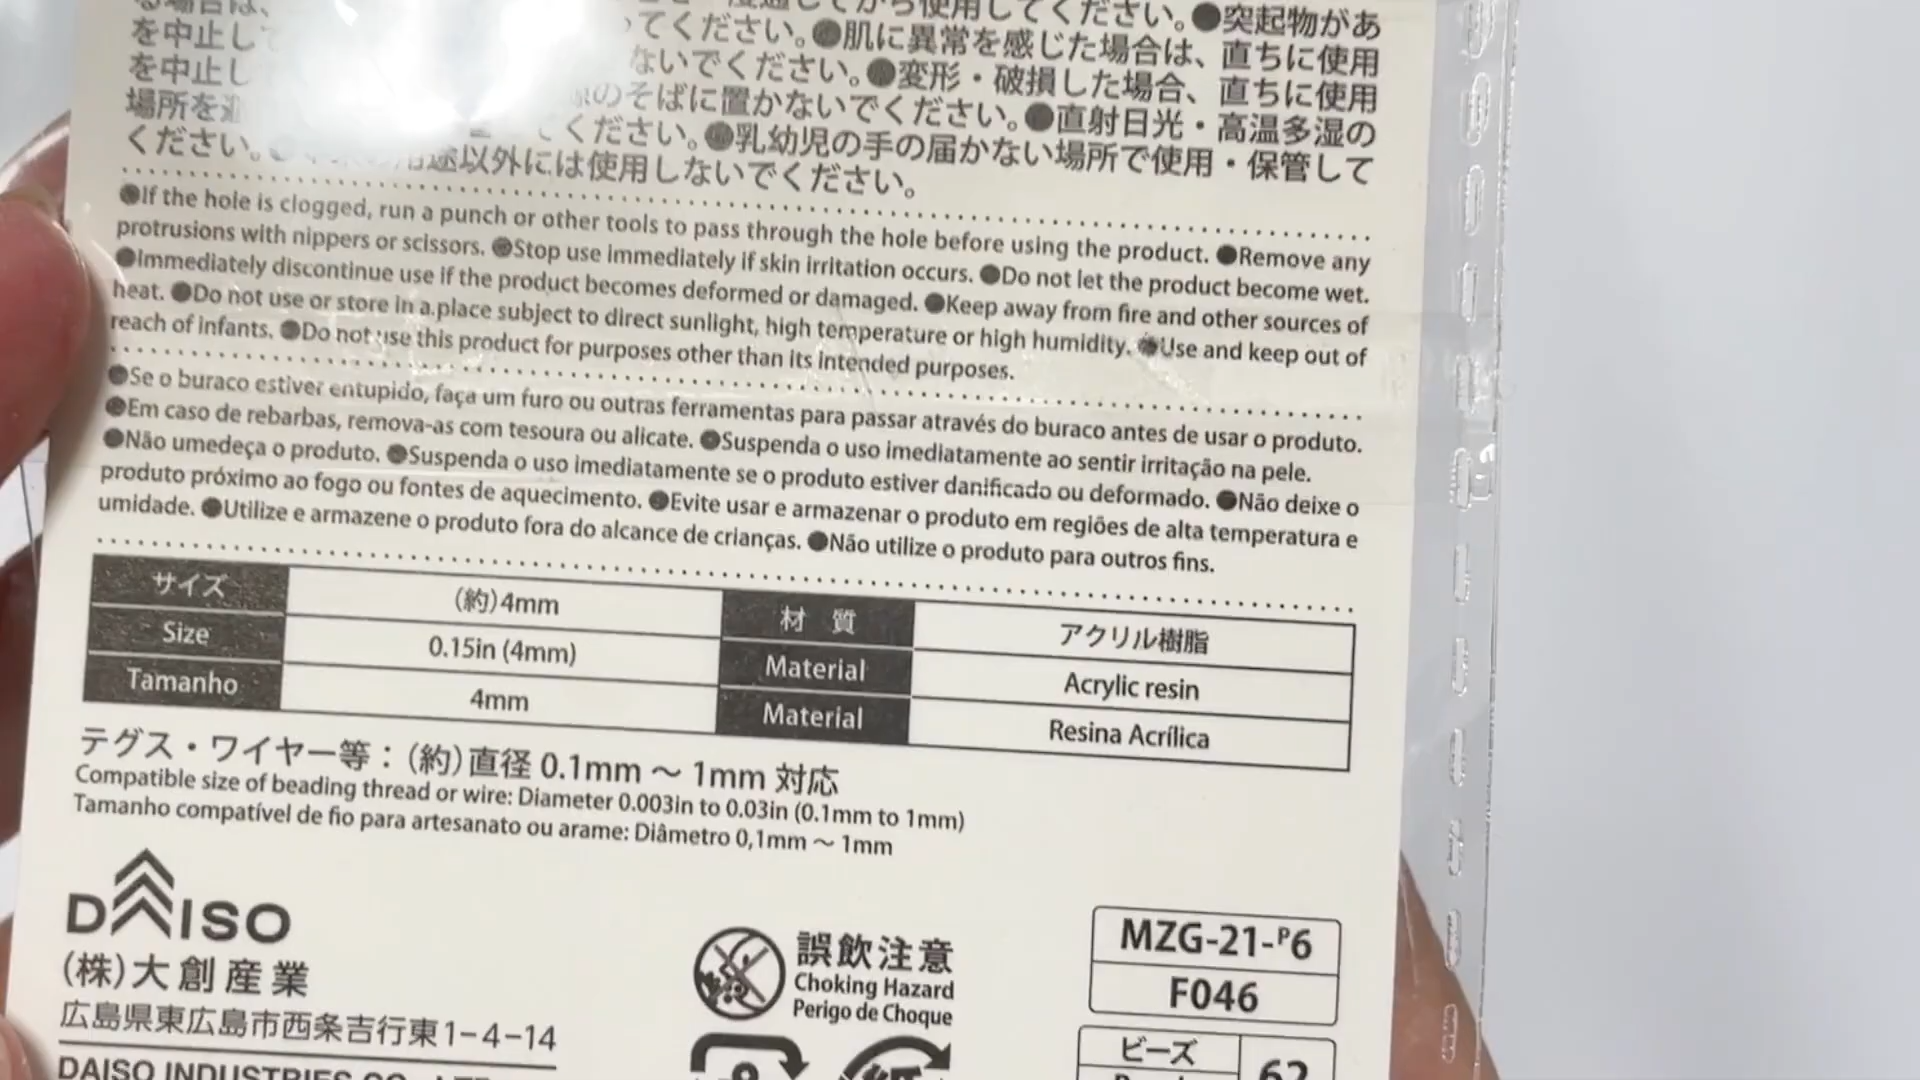 使用してください。●突起物があ
を中止して てください。●肌に異常を感じた場合は、直ちに使用
を中止し ないでください。●変形・破損した場合、直ちに使用
場所を のそばに置かないでください。●直射日光・高温多湿の
ください。 ください。●乳幼児の手の届かない場所で使用・保管して
用途以外には使用しないでください。
●If the hole is clogged, run a punch or other tools to pass through the hole before using the product. ●Remove any
protrusions with nippers or scissors. ●Stop use immediately if skin irritation occurs. ●Do not let the product become wet.
●Immediately discontinue use if the product becomes deformed or damaged. ●Keep away from fire and other sources of
heat. ●Do not use or store in a place subject to direct sunlight, high temperature or high humidity. ●Use and keep out of
reach of infants. ●Do not use this product for purposes other than its intended purposes.
●Se o buraco estiver entupido, faça um furo ou outras ferramentas para passar através do buraco antes de usar o produto.
●Em caso de rebarbas, remova-as com tesoura ou alicate. ●Suspenda o uso imediatamente ao sentir irritação na pele.
●Não umedeça o produto. ●Suspenda o uso imediatamente se o produto estiver danificado ou deformado. ●Não deixe o
produto próximo ao fogo ou fontes de aquecimento. ●Evite usar e armazenar o produto em regiões de alta temperatura e
umidade. ●Utilize e armazene o produto fora do alcance de crianças. ●Não utilize o produto para outros fins.
サイズ (約)4mm 材 質 アクリル樹脂
Size 0.15in (4mm) Material Acrylic resin
Tamanho 4mm Material Resina Acrílica
テグス・ワイヤー等：(約)直径 0.1mm ～ 1mm 対応
Compatible size of beading thread or wire: Diameter 0.003in to 0.03in (0.1mm to 1mm)
Tamanho compatível de fio para artesanato ou arame: Diâmetro 0,1mm ～ 1mm
DAISO
(株)大創産業
広島県東広島市西条吉行東1-4-14
DAISO INDUSTRIES CO.
誤飲注意
Choking Hazard
Perigo de Choque
MZG-21-P6
F046
ビーズ
62